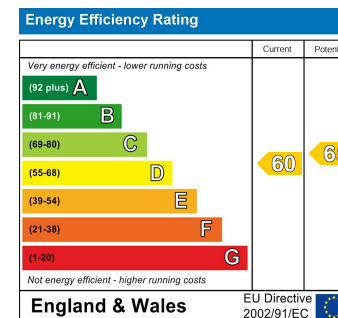 Energy Efficiency Rating
Current
Very energy efficient - lower running costs
(92 plus) A
(81-91) B
(69-80) C
(55-68) D
(39-54) E
(21-38) F
(1-20) G
60
Not energy efficient - higher running costs
England & Wales
EU Directive
2002/91/EC